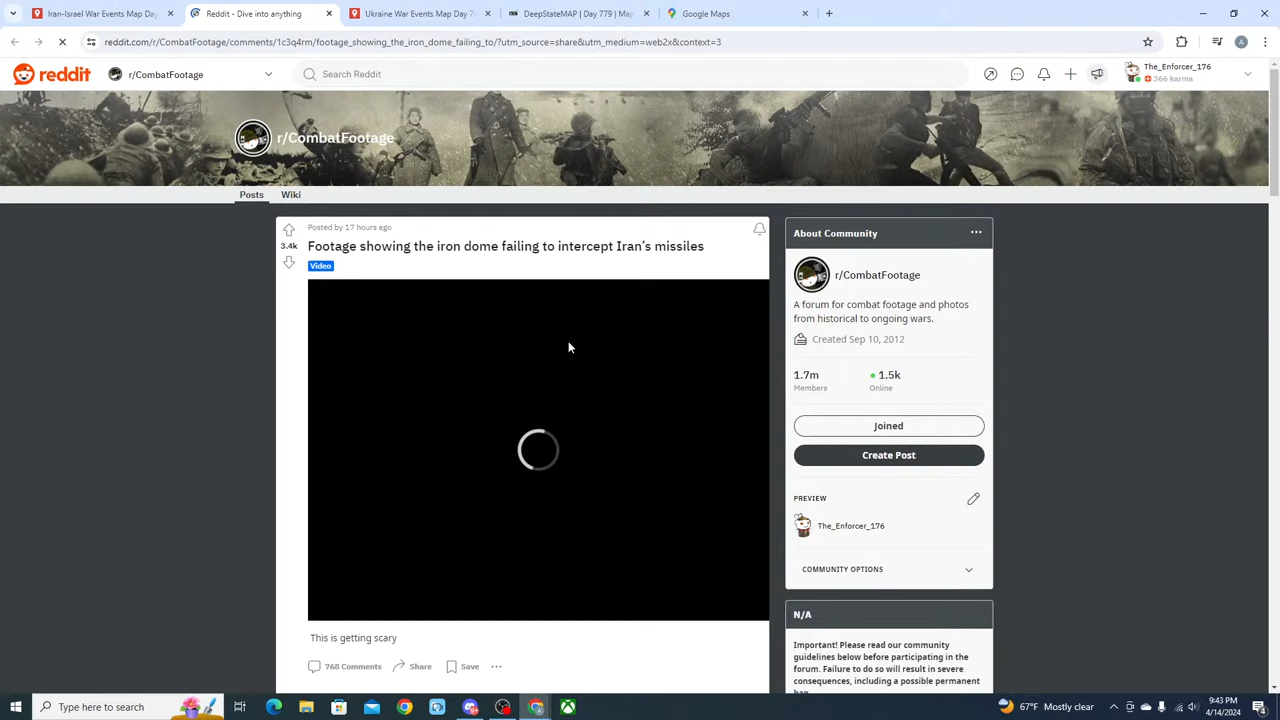 Iran-Israel War Events Map Day
Reddit - Dive into anything
Ukraine War Events Map Day 7
DeepStateMAP | Day 779 | Map
Google Maps
reddit.com/r/CombatFootage/comments/1c3q4rm/footage_showing_the_iron_dome_failing_to/?utm_source=share&utm_medium=web2x&context=3
A
reddit
r/CombatFootage
Search Reddit
The_Enforcer_176
366 karma
r/CombatFootage
Posts
Wiki
Posted by 17 hours ago
3.4k
Footage showing the iron dome failing to intercept Iran’s missiles
Video
This is getting scary
768 Comments
Share
Save
About Community
r/CombatFootage
A forum for combat footage and photos
from historical to ongoing wars.
Created Sep 10, 2012
1.7m
Members
1.5k
Online
Joined
Create Post
PREVIEW
The_Enforcer_176
COMMUNITY OPTIONS
N/A
Important! Please read our community
guidelines below before participating in the
forum. Failure to do so will result in severe
consequences, including a possible permanent
ban.
Type here to search
67°F Mostly clear
9:43 PM
4/14/2024